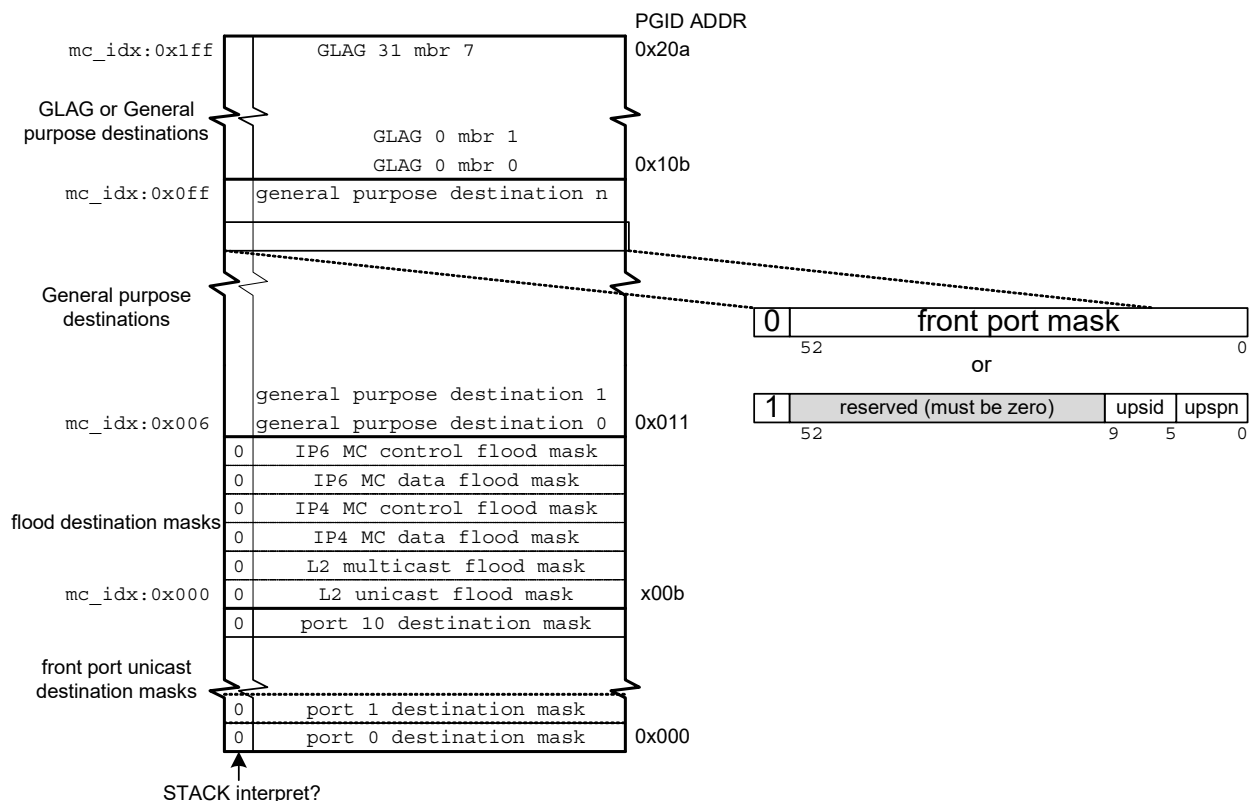 PGID ADDR
mc_idx:0x1ff GLAG 31 mbr 7 0x20a
GLAG or General
purpose destinations
GLAG 0 mbr 1
GLAG 0 mbr 0 0x10b
mc_idx:0x0ff general purpose destination n
General purpose
destinations
0 front port mask
52 0
or
1 reserved (must be zero) upsid upspn
52 9 5 0
general purpose destination 1
mc_idx:0x006 general purpose destination 0 0x011
0 IP6 MC control flood mask
0 IP6 MC data flood mask
0 IP4 MC control flood mask
flood destination masks
0 IP4 MC data flood mask
0 L2 multicast flood mask
mc_idx:0x000 0 L2 unicast flood mask x00b
0 port 10 destination mask
front port unicast
destination masks
0 port 1 destination mask
0 port 0 destination mask 0x000
STACK interpret?